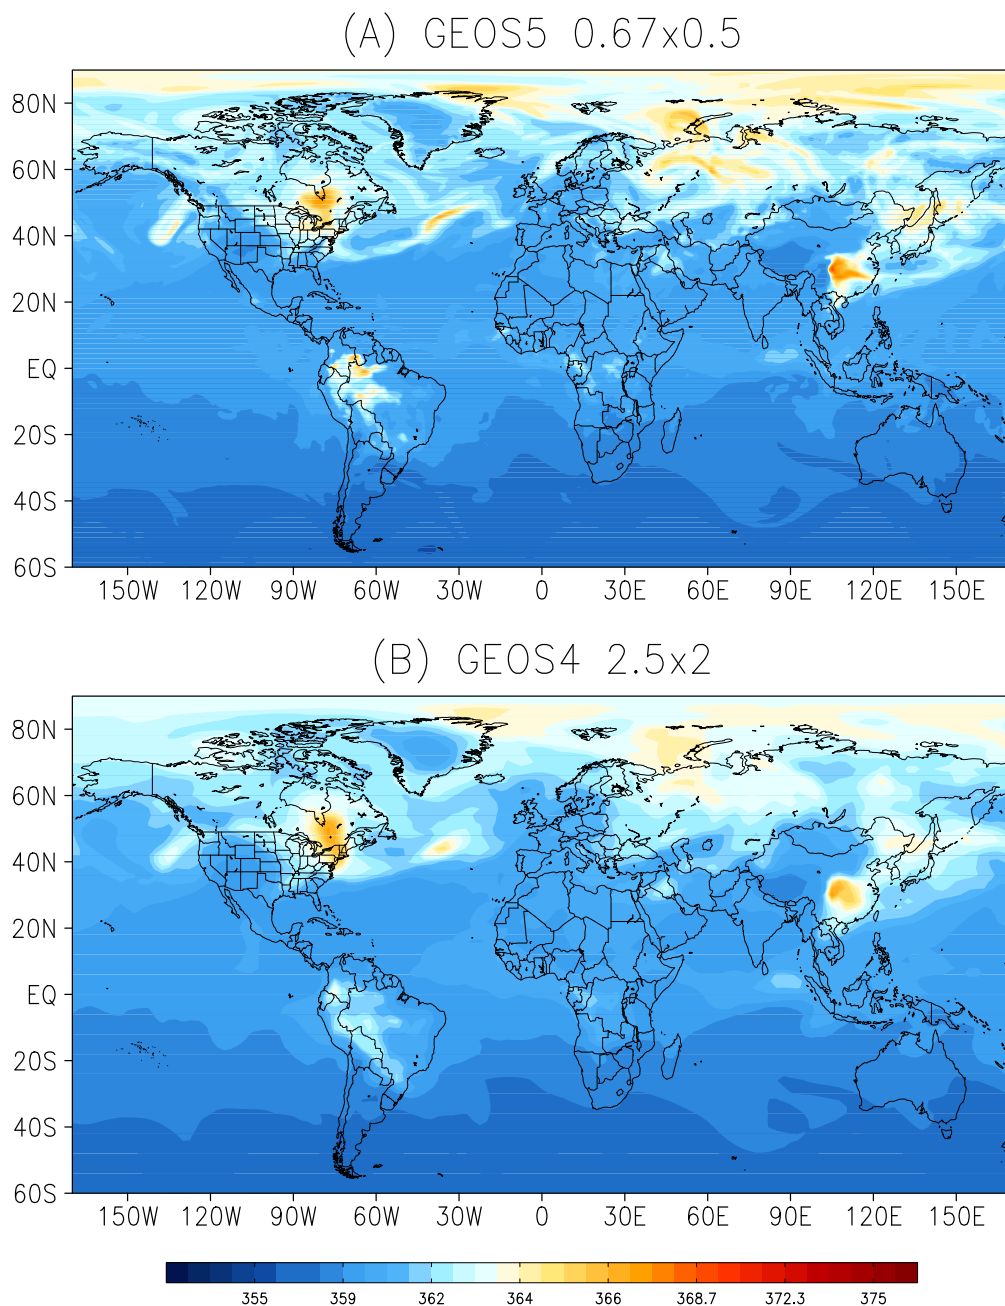 (A) GEOS5 0.67x0.5
80N
60N
40N
20N
EQ
20S
40S
60S
150W 120W 90W 60W 30W 0 30E 60E 90E 120E 150E
(B) GEOS4 2.5x2
80N
60N
40N
20N
EQ
20S
40S
60S
150W 120W 90W 60W 30W 0 30E 60E 90E 120E 150E
355 359 362 364 366 368.7 372.3 375